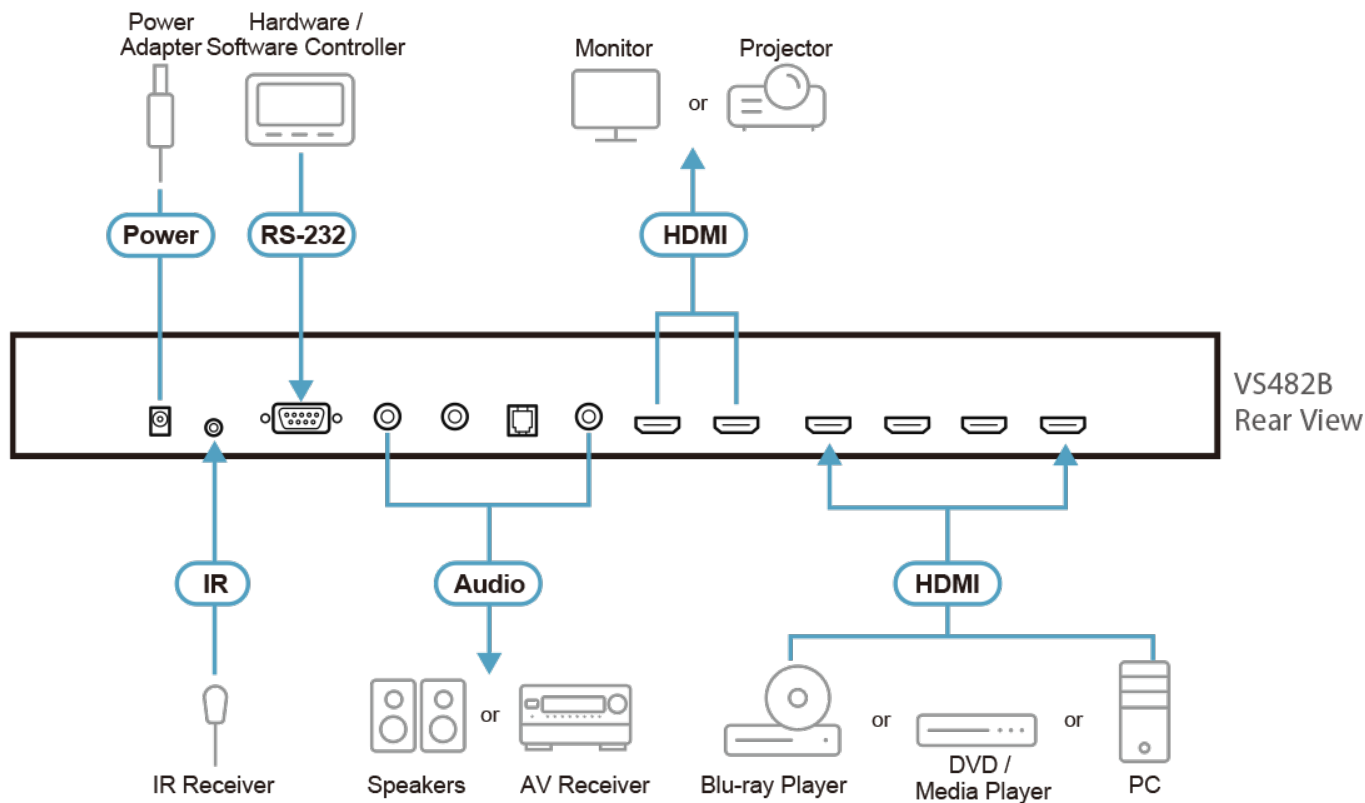 Power
Adapter
Hardware /
Software Controller
Monitor
or
Projector
Power
RS-232
HDMI
VS482B
Rear View
IR
Audio
HDMI
IR Receiver
Speakers
or
AV Receiver
Blu-ray Player
or
DVD /
Media Player
or
PC